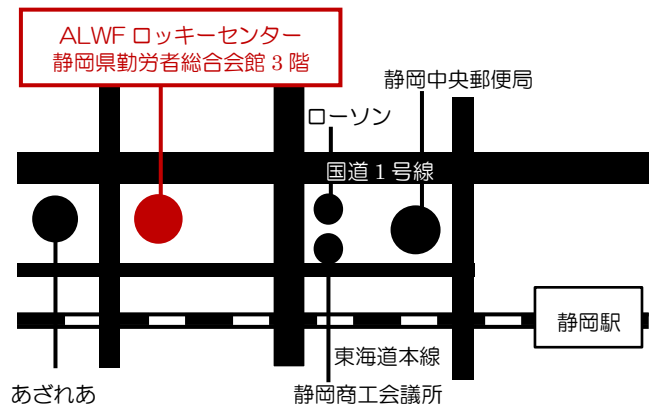 ALWF ロッキーセンター
静岡県勤労者総合会館 3 階
静岡中央郵便局
ローソン
国道 1 号線
静岡駅
東海道本線
あざれあ
静岡商工会議所